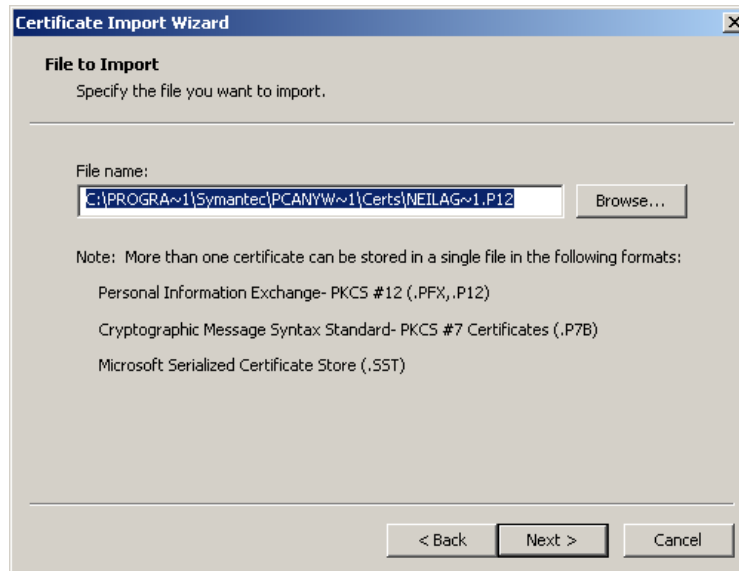 Certificate Import Wizard
File to Import
Specify the file you want to import.
File name:
C:\PROGRA~1\Symantec\PCANYW~1\Certs\NEILAG~1.P12
Browse...
Note:  More than one certificate can be stored in a single file in the following formats:
Personal Information Exchange- PKCS #12 (.PFX,.P12)
Cryptographic Message Syntax Standard- PKCS #7 Certificates (.P7B)
Microsoft Serialized Certificate Store (.SST)
< Back
Next >
Cancel